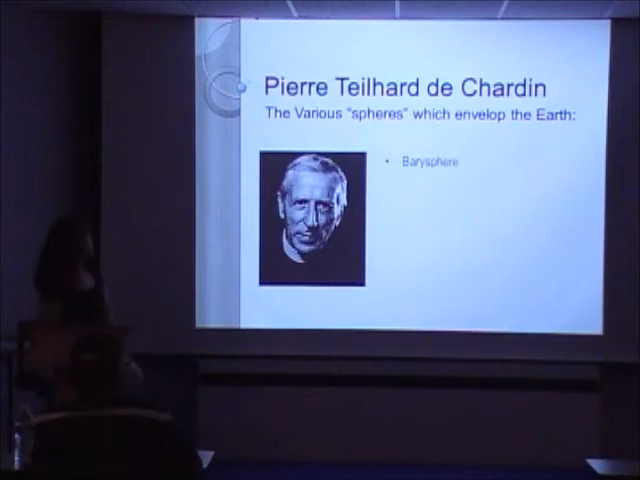 Pierre Teilhard de Chardin
The Various "spheres" which envelop the Earth:
• Barysphere